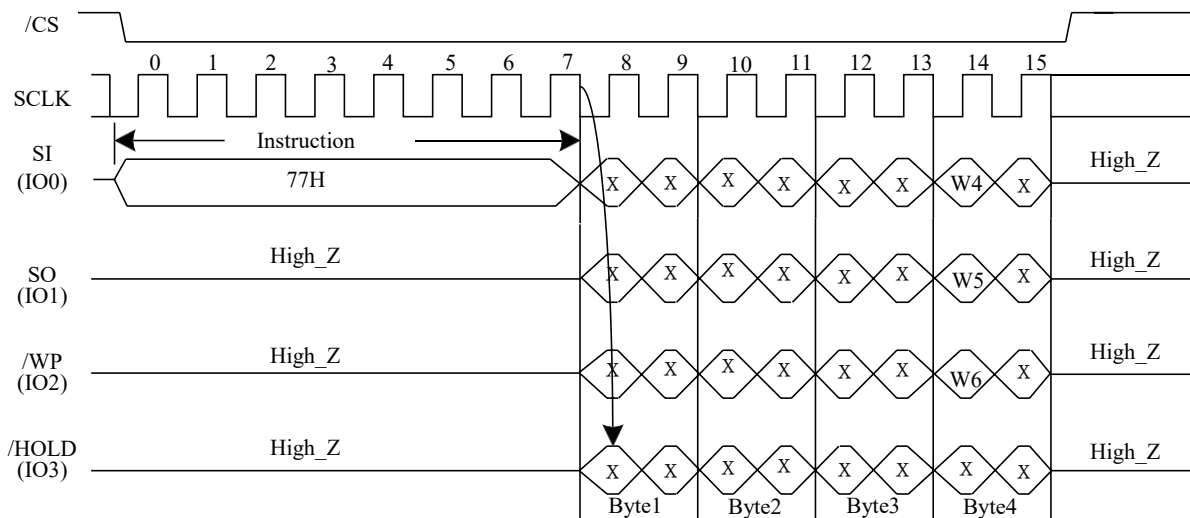 /CS
0 1 2 3 4 5 6 7 8 9 10 11 12 13 14 15
SCLK
Instruction
SI
(IO0)
77H
X X X X X X W4 X
High_Z
SO
(IO1)
High_Z
X X X X X X W5 X
High_Z
/WP
(IO2)
High_Z
X X X X X X W6 X
High_Z
/HOLD
(IO3)
High_Z
X X X X X X X X
High_Z
Byte1 Byte2 Byte3 Byte4